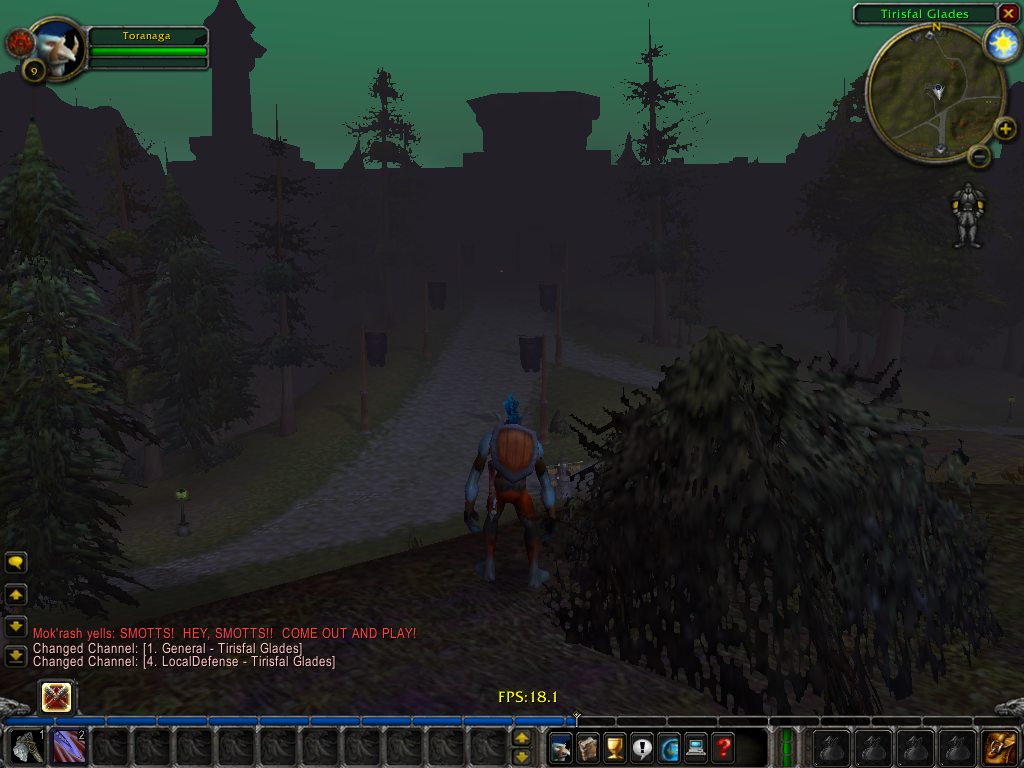 Toranaga
9
Tirisfal Glades
N
Mok'rash yells: SMOTTS!  HEY, SMOTTS!!  COME OUT AND PLAY!
Changed Channel: [1. General - Tirisfal Glades]
Changed Channel: [4. LocalDefense - Tirisfal Glades]
FPS:18.1
1
2